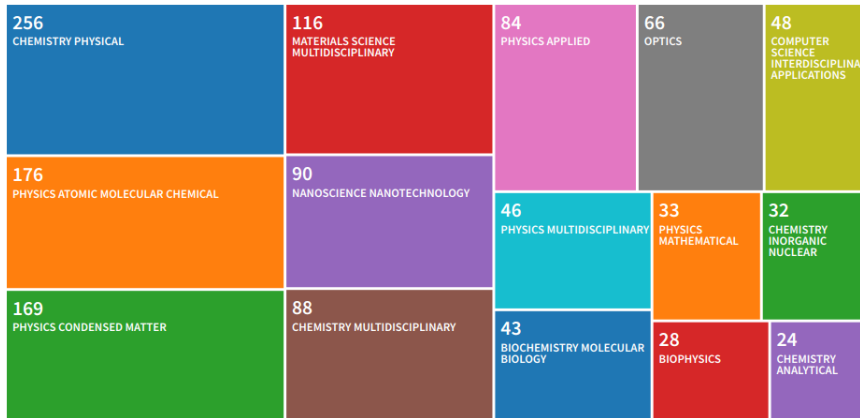 256
CHEMISTRY PHYSICAL
176
PHYSICS ATOMIC MOLECULAR CHEMICAL
169
PHYSICS CONDENSED MATTER
116
MATERIALS SCIENCE
MULTIDISCIPLINARY
90
NANOSCIENCE NANOTECHNOLOGY
88
CHEMISTRY MULTIDISCIPLINARY
84
PHYSICS APPLIED
66
OPTICS
48
COMPUTER
SCIENCE
INTERDISCIPLINA
APPLICATIONS
46
PHYSICS MULTIDISCIPLINARY
33
PHYSICS
MATHEMATICAL
32
CHEMISTRY
INORGANIC
NUCLEAR
43
BIOCHEMISTRY MOLECULAR
BIOLOGY
28
BIOPHYSICS
24
CHEMISTRY
ANALYTICAL